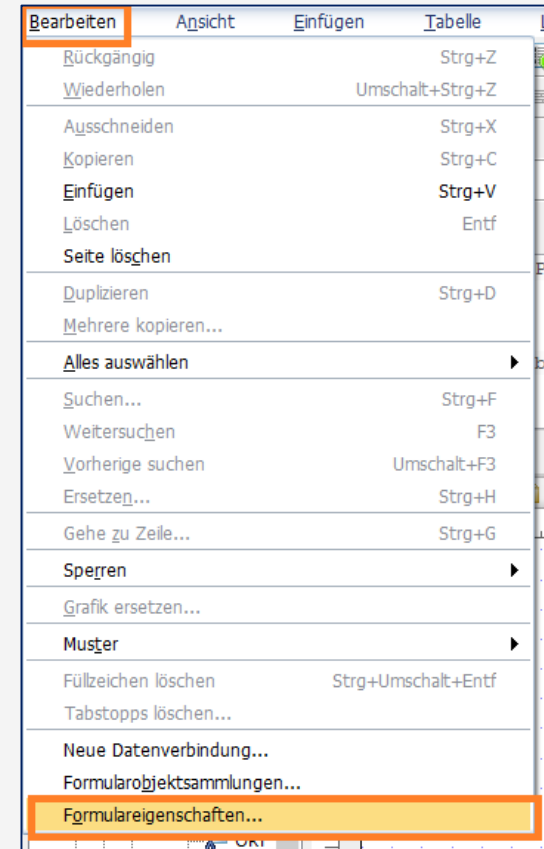 Bearbeiten Ansicht Einfügen Tabelle
Rückgängig Strg+Z
Wiederholen Umschalt+Strg+Z
Ausschneiden Strg+X
Kopieren Strg+C
Einfügen Strg+V
Löschen Entf
Seite löschen
Duplizieren Strg+D
Mehrere kopieren...
Alles auswählen
Suchen... Strg+F
Weitersuchen F3
Vorherige suchen Umschalt+F3
Ersetzen... Strg+H
Gehe zu Zeile... Strg+G
Sperren
Grafik ersetzen...
Muster
Füllzeichen löschen Strg+Umschalt+Entf
Tabstopps löschen...
Neue Datenverbindung...
Formularobjektsammlungen...
Formulareigenschaften...